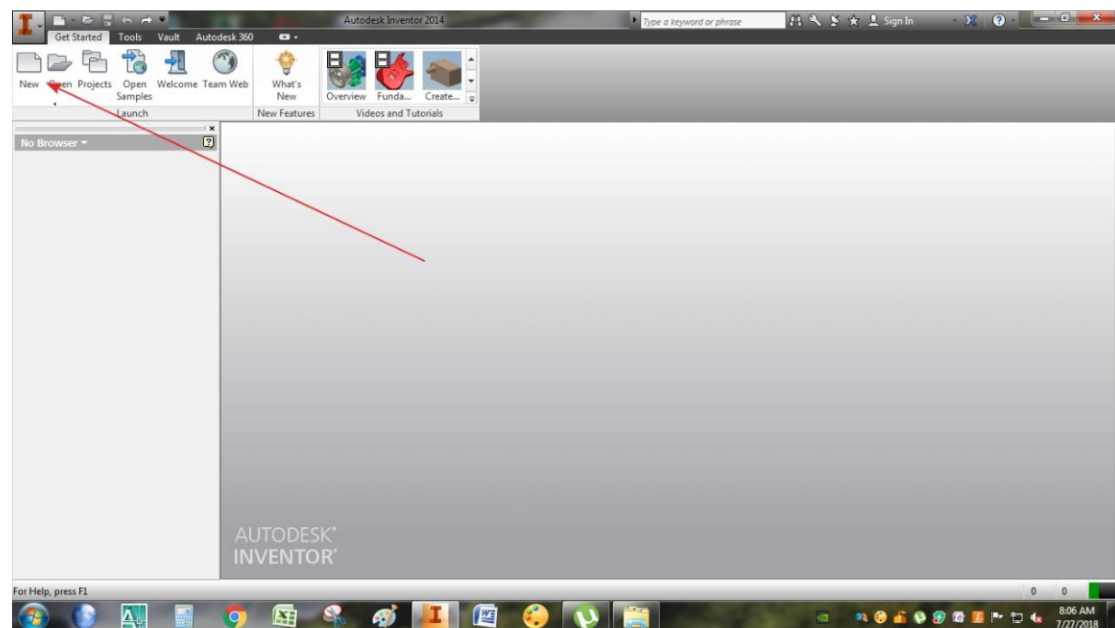 Autodesk Inventor 2014
Type a keyword or phrase
Sign In
Get Started Tools Vault Autodesk 360
New Open Projects Open Samples Welcome Team Web What's New Overview Funda... Create...
Launch New Features Videos and Tutorials
No Browser
AUTODESK®
INVENTOR®
For Help, press F1
0 0
8:06 AM
7/27/2018